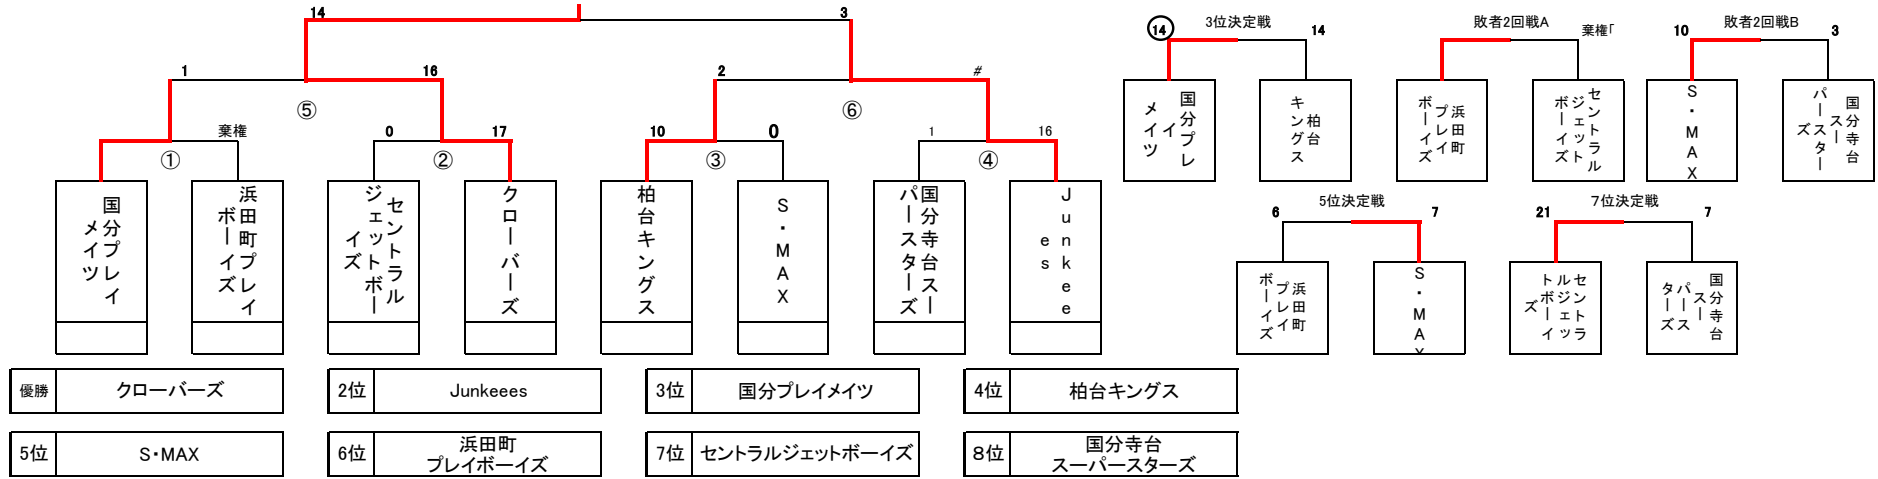 14
3
1
16
2
#
⑤
⑥
棄権
0
17
10
0
1
16
①
②
③
④
国分プレイ
メイツ
浜田町プレイ
ボーイズ
セントラル
ジェットボー
イズ
クローバーズ
柏台キングス
S・MAX
国分寺台スー
パースターズ
Junkee
es
3位決定戦
14
14
国分プレ
イ
メイツ
柏台
キングス
敗者2回戦A
棄権「
浜田町
プレイ
ボーイズ
セントラル
ジェット
ボーイズ
敗者2回戦B
10
3
S・MAX
国分寺台
スー
パースター
ズ
5位決定戦
6
7
浜田町
プレイ
ボーイズ
S・MAX
7位決定戦
21
7
セントラ
ルジェッ
トボーイ
ズ
国分寺台
スー
パース
ターズ
優勝 クローバーズ
2位 Junkeees
3位 国分プレイメイツ
4位 柏台キングス
5位 S・MAX
6位 浜田町
プレイボーイズ
7位 セントラルジェットボーイズ
8位 国分寺台
スーパースターズ